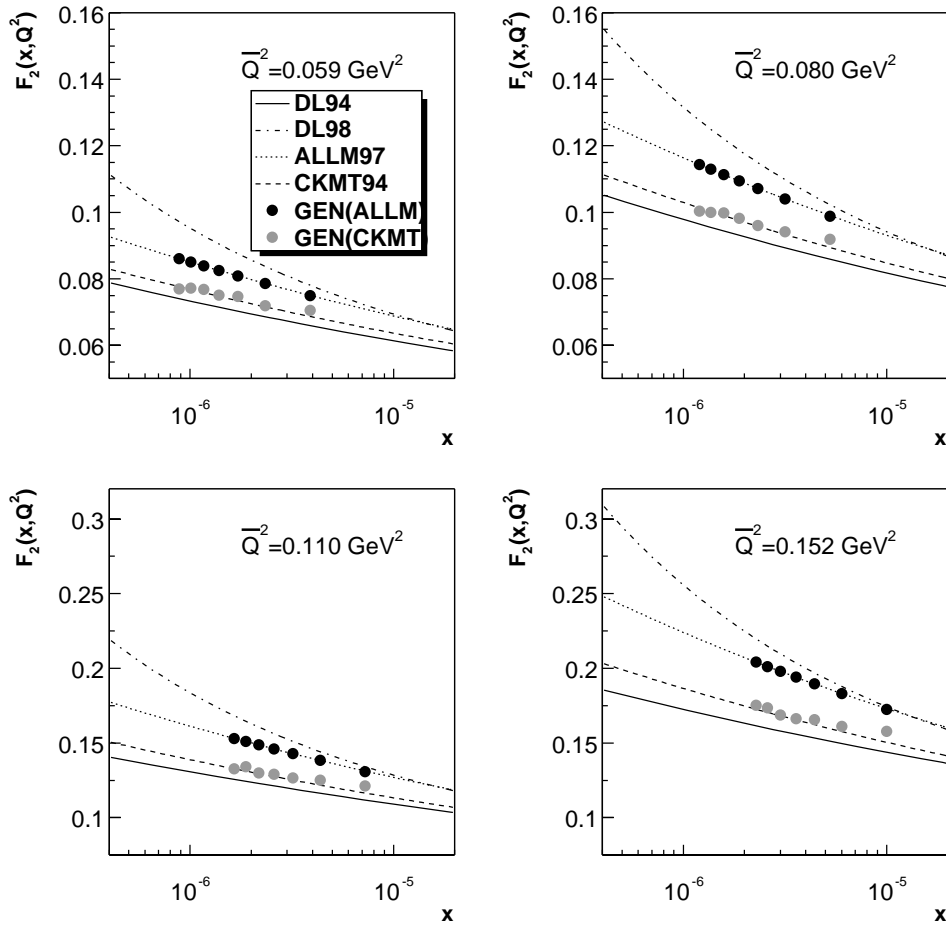 F₂(x,Q²)
0.16
0.14
0.12
0.1
0.08
0.06
Q̅²=0.059 GeV²
DL94
DL98
ALLM97
CKMT94
GEN(ALLM)
GEN(CKMT)
10⁻⁶
10⁻⁵
x
F₂(x,Q²)
0.16
0.14
0.12
0.1
0.08
0.06
Q̅²=0.080 GeV²
10⁻⁶
10⁻⁵
x
F₂(x,Q²)
0.3
0.25
0.2
0.15
0.1
Q̅²=0.110 GeV²
10⁻⁶
10⁻⁵
x
F₂(x,Q²)
0.3
0.25
0.2
0.15
0.1
Q̅²=0.152 GeV²
10⁻⁶
10⁻⁵
x